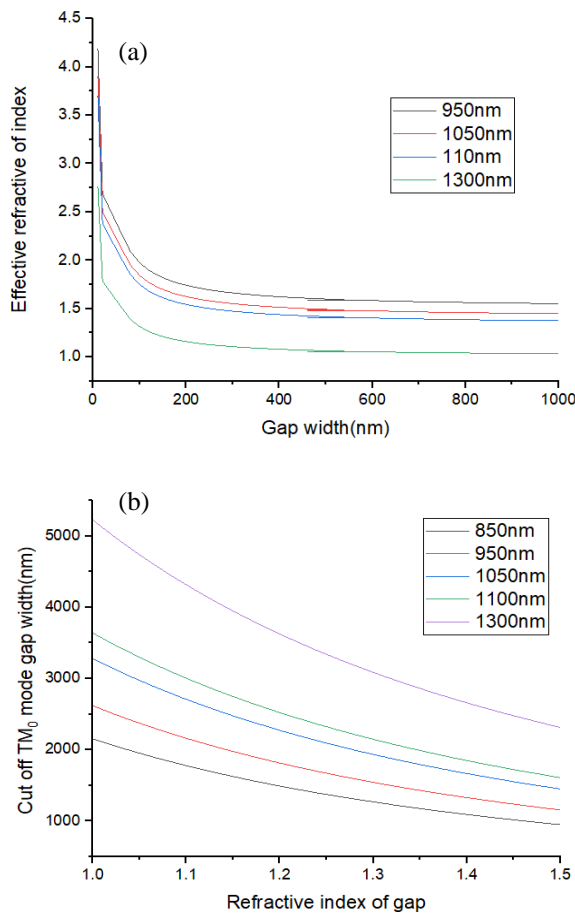 (a)
Effective refractive of index
4.5
4.0
3.5
3.0
2.5
2.0
1.5
1.0
950nm
1050nm
110nm
1300nm
0 200 400 600 800 1000
Gap width(nm)
(b)
Cut off TM₀ mode gap width(nm)
5000
4000
3000
2000
1000
850nm
950nm
1050nm
1100nm
1300nm
1.0 1.1 1.2 1.3 1.4 1.5
Refractive index of gap